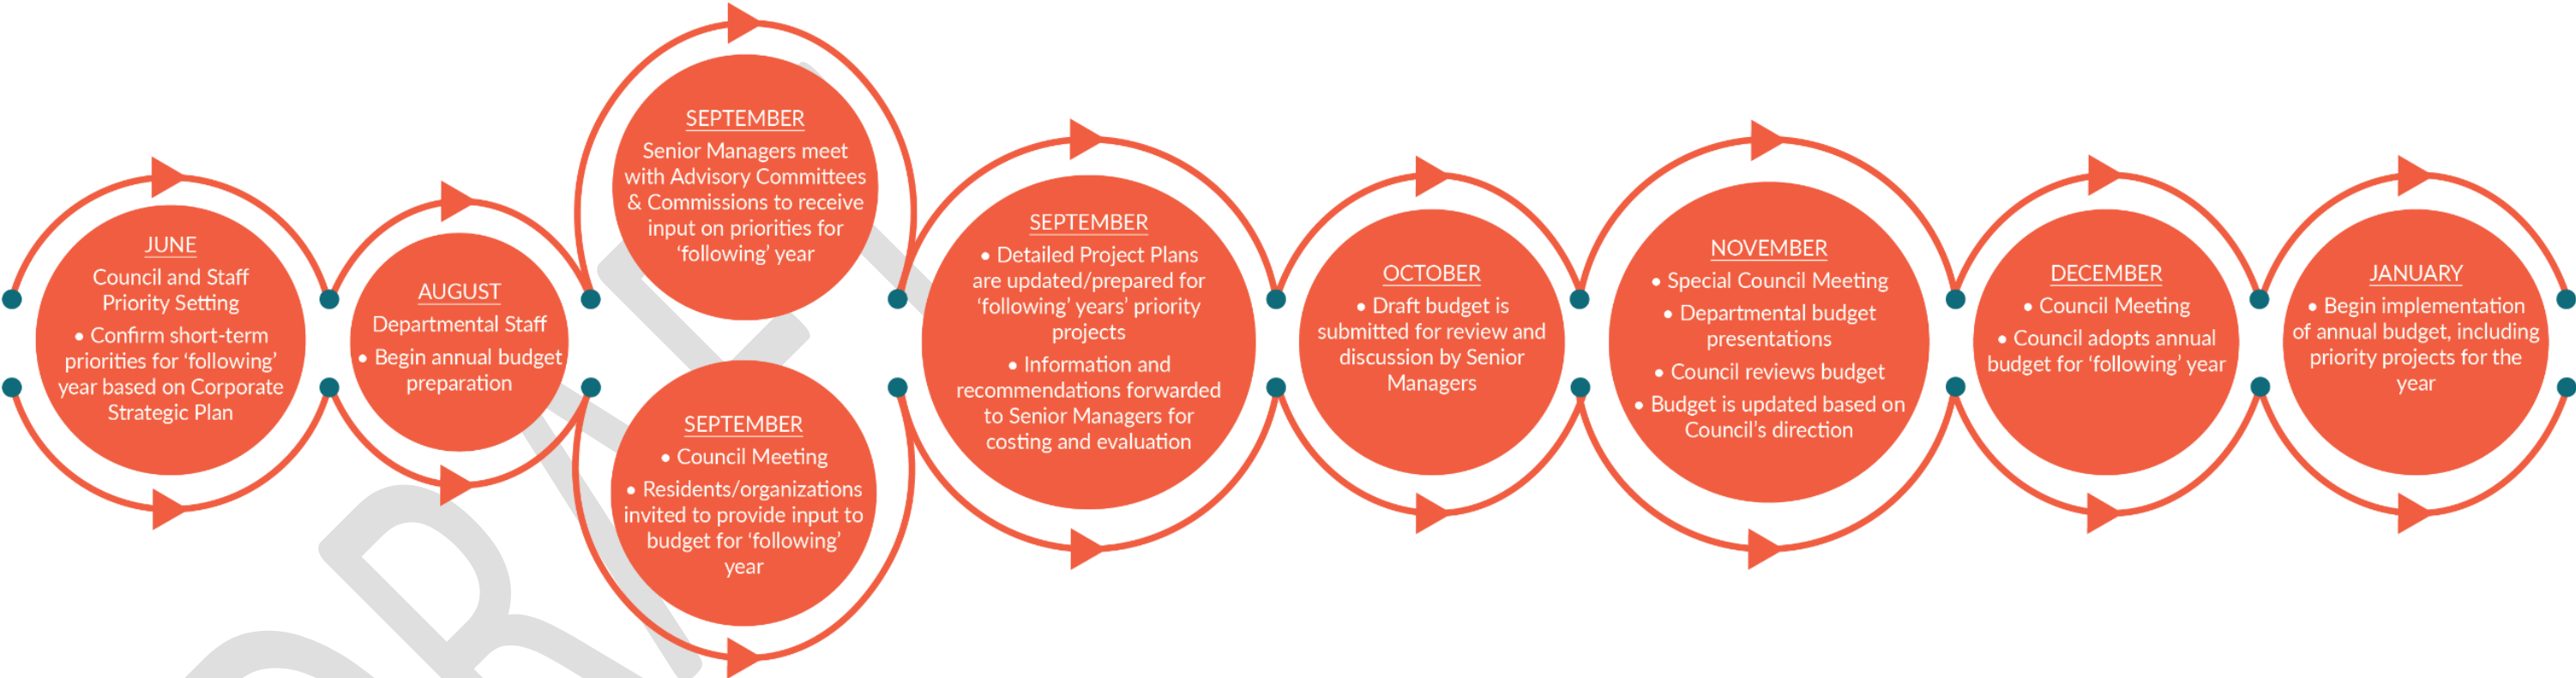 JUNE
Council and Staff
Priority Setting
• Confirm short-term
priorities for ‘following’
year based on Corporate
Strategic Plan
AUGUST
Departmental Staff
• Begin annual budget
preparation
SEPTEMBER
Senior Managers meet
with Advisory Committees
& Commissions to receive
input on priorities for
‘following’ year
SEPTEMBER
• Council Meeting
• Residents/organizations
invited to provide input to
budget for ‘following’
year
SEPTEMBER
• Detailed Project Plans
are updated/prepared for
‘following’ years’ priority
projects
• Information and
recommendations forwarded
to Senior Managers for
costing and evaluation
OCTOBER
• Draft budget is
submitted for review and
discussion by Senior
Managers
NOVEMBER
• Special Council Meeting
• Departmental budget
presentations
• Council reviews budget
• Budget is updated based on
Council’s direction
DECEMBER
• Council Meeting
• Council adopts annual
budget for ‘following’ year
JANUARY
• Begin implementation
of annual budget, including
priority projects for the
year